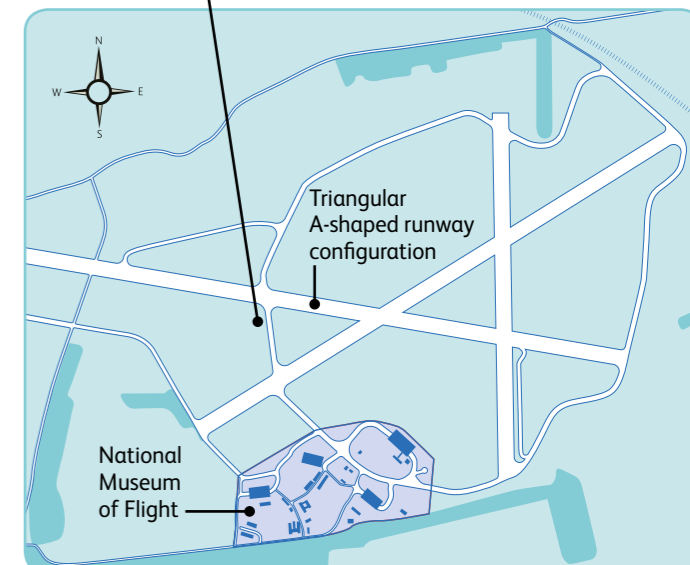 N
W
E
S
Triangular
A-shaped runway
configuration
National
Museum
of Flight